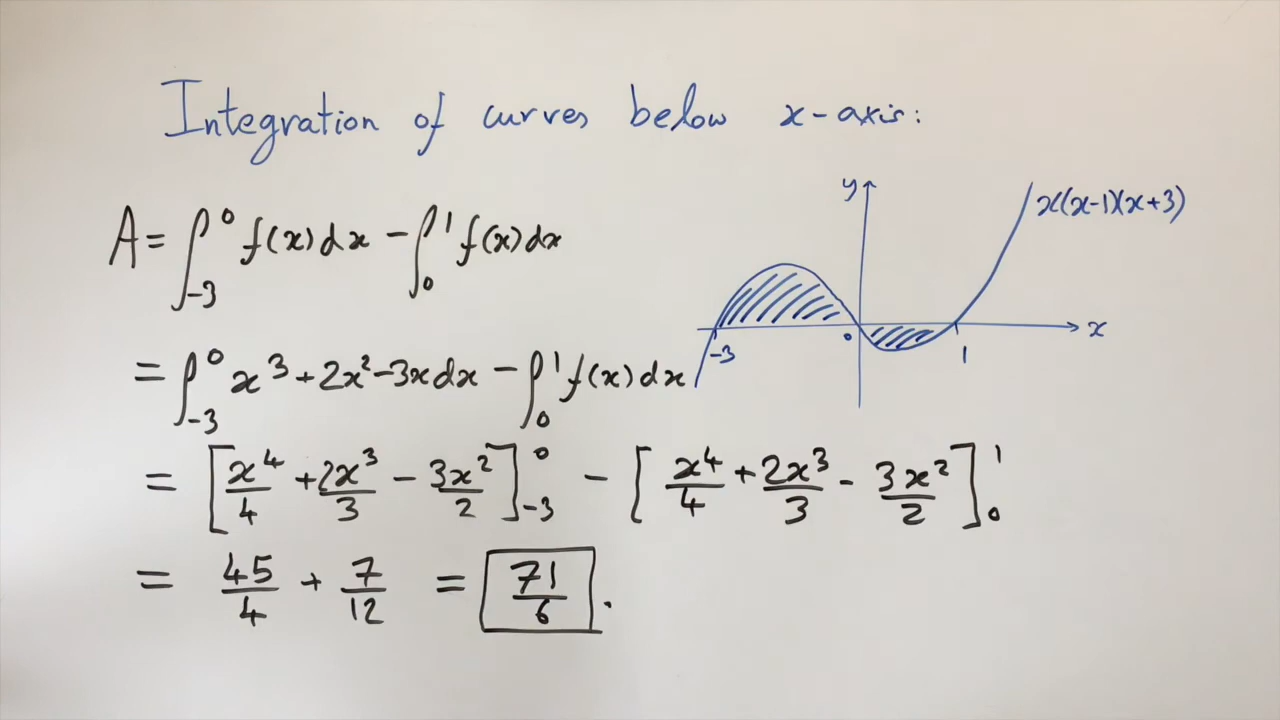 Integration of curves below x-axis:
y
x(x-1)(x+3)
A = ∫₋₃⁰ f(x)dx - ∫₀¹ f(x)dx
x
-3 0 1
= ∫₋₃⁰ x³ + 2x² - 3x dx - ∫₀¹ f(x) dx
= [x⁴/4 + 2x³/3 - 3x²/2]₋₃⁰ - [x⁴/4 + 2x³/3 - 3x²/2]₀¹
= 45/4 + 7/12 = 71/6.